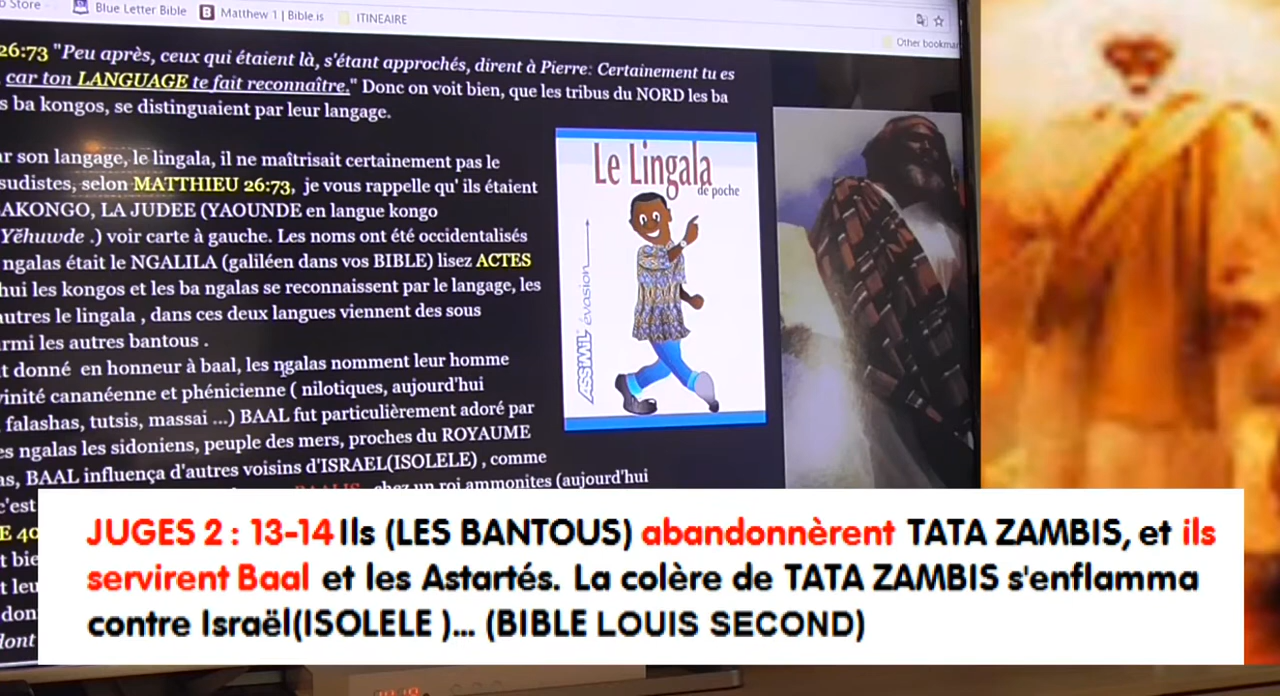 Store
Blue Letter Bible
Matthew 1 | Bible.is
ITINEAIRE
Other bookmar
26:73 "Peu après, ceux qui étaient là, s'étant approchés, dirent à Pierre: Certainement tu es
car ton LANGUAGE te fait reconnaître." Donc on voit bien, que les tribus du NORD les ba
s ba kongos, se distinguaient par leur langage.
ar son langage, le lingala, il ne maîtrisait certainement pas le
sudistes, selon MATTHIEU 26:73, je vous rappelle qu' ils étaient
AKONGO, LA JUDEE (YAOUNDE en langue kongo
Yĕhuwde .) voir carte à gauche. Les noms ont été occidentalisés
ngalas était le NGALILA (galiléen dans vos BIBLE) lisez ACTES
hui les kongos et les ba ngalas se reconnaissent par le langage, les
autres le lingala , dans ces deux langues viennent des sous
rmi les autres bantous .
t donné en honneur à baal, les ngalas nomment leur homme
vinité cananéenne et phénicienne ( nilotiques, aujourd'hui
falashas, tutsis, massai ...) BAAL fut particulièrement adoré par
es ngalas les sidoniens, peuple des mers, proches du ROYAUME
as, BAAL influença d'autres voisins d'ISRAEL(ISOLELE) , comme
c'est chez un roi ammonites (aujourd'hui
E 40
t bie
t leu
don
dont
Le Lingala
de poche
ASSiMiL évasion
JUGES 2 : 13-14 Ils (LES BANTOUS) abandonnèrent TATA ZAMBIS, et ils
servirent Baal et les Astartés. La colère de TATA ZAMBIS s'enflamma
contre Israël(ISOLELE )... (BIBLE LOUIS SECOND)